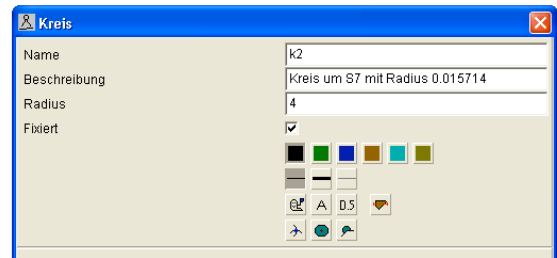 Kreis
Name
k2
Beschreibung
Kreis um S7 mit Radius 0.015714
Radius
4
Fixiert
A
0.5